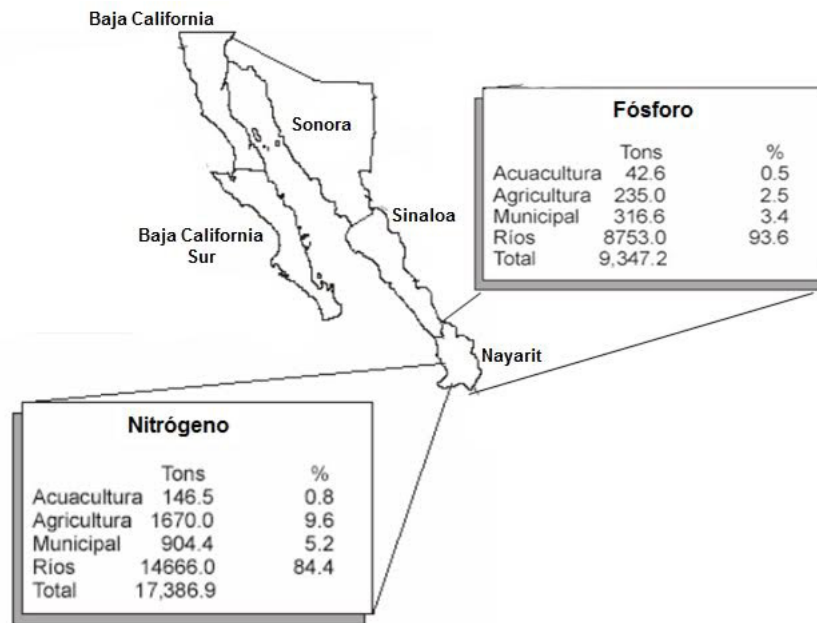 Baja California
Sonora
Sinaloa
Baja California
Sur
Nayarit
Fósforo
Tons %
Acuacultura 42.6 0.5
Agricultura 235.0 2.5
Municipal 316.6 3.4
Ríos 8753.0 93.6
Total 9,347.2
Nitrógeno
Tons %
Acuacultura 146.5 0.8
Agricultura 1670.0 9.6
Municipal 904.4 5.2
Ríos 14666.0 84.4
Total 17,386.9